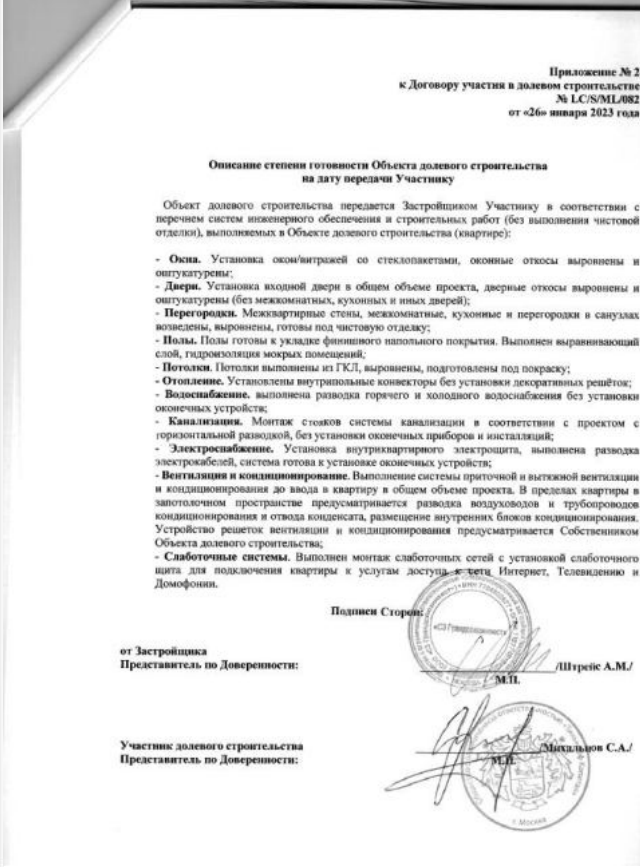 Приложение № 2
к Договору участия в долевом строительстве
№ LC/S/ML/082
от «26» января 2023 года
Описание степени готовности Объекта долевого строительства
на дату передачи Участнику
Объект долевого строительства передается Застройщиком Участнику в соответствии с
перечнем систем инженерного обеспечения и строительных работ (без выполнения чистовой
отделки), выполняемых в Объекте долевого строительства (квартире):
- Окна. Установка окон/витражей со стеклопакетами, оконные откосы выровнены и
оштукатурены;
- Двери. Установка входной двери в общем объеме проекта, дверные откосы выровнены и
оштукатурены (без межкомнатных, кухонных и иных дверей);
- Перегородки. Межквартирные стены, межкомнатные, кухонные и перегородки в санузлах
возведены, выровнены, готовы под чистовую отделку;
- Полы. Полы готовы к укладке финишного напольного покрытия. Выполнен выравнивающий
слой, гидроизоляция мокрых помещений;
- Потолки. Потолки выполнены из ГКЛ, выровнены, подготовлены под покраску;
- Отопление. Установлены внутрипольные конвекторы без установки декоративных решёток;
- Водоснабжение. выполнена разводка горячего и холодного водоснабжения без установки
оконечных устройств;
- Канализация. Монтаж стояков системы канализации в соответствии с проектом с
горизонтальной разводкой, без установки оконечных приборов и инсталляций;
- Электроснабжение. Установка внутриквартирного электрощита, выполнена разводка
электрокабелей, система готова к установке оконечных устройств;
- Вентиляция и кондиционирование. Выполнение системы приточной и вытяжной вентиляции
и кондиционирования до ввода в квартиру в общем объеме проекта. В пределах квартиры в
запотолочном пространстве предусматривается разводка воздуховодов и трубопроводов
кондиционирования и отвода конденсата, размещение внутренних блоков кондиционирования.
Устройство решеток вентиляции и кондиционирования предусматривается Собственником
Объекта долевого строительства;
- Слаботочные системы. Выполнен монтаж слаботочных сетей с установкой слаботочного
щита для подключения квартиры к услугам доступа к сети Интернет, Телевидению и
Домофонии.
Подписи Сторон:
от Застройщика
Представитель по Доверенности: /Штрейс А.М./
М.П.
Участник долевого строительства
Представитель по Доверенности: /Михальцов С.А./
М.П.
г. Москва